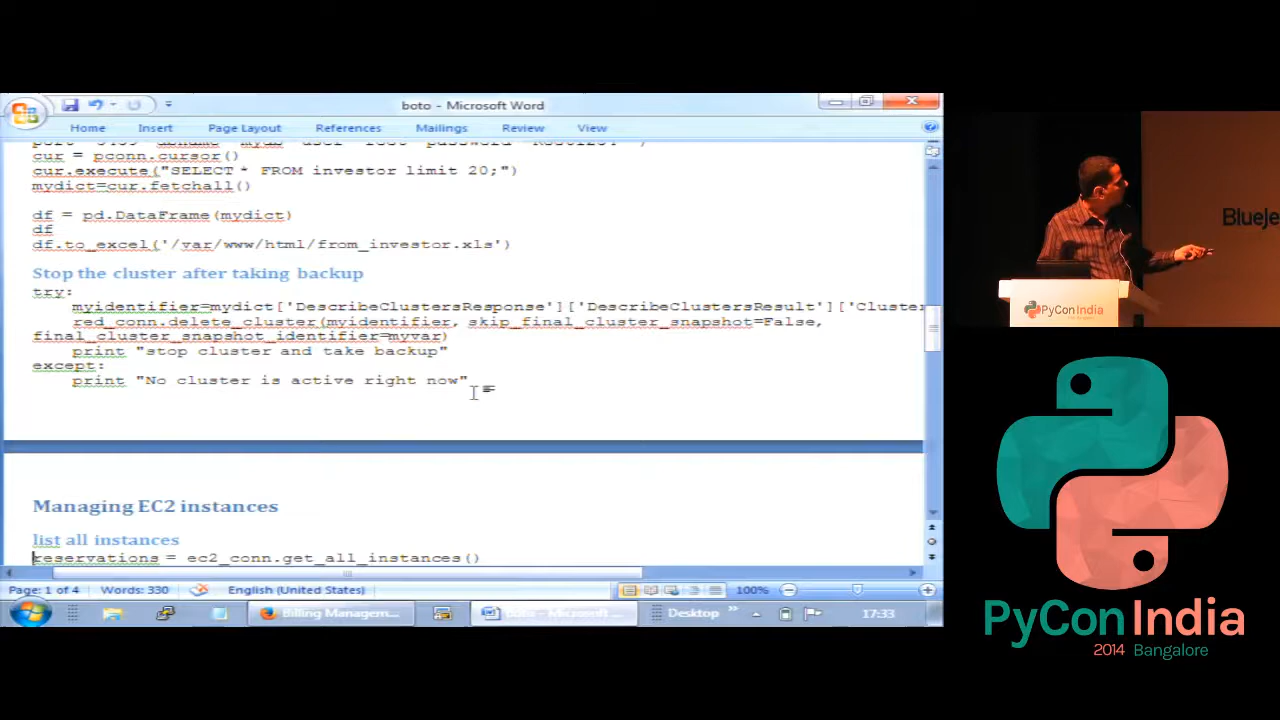 boto - Microsoft Word
Home Insert Page Layout References Mailings Review View
cur = pconn.cursor()
cur.execute("SELECT * FROM investor limit 20;")
mydict=cur.fetchall()
df = pd.DataFrame(mydict)
df
df.to_excel('/var/www/html/from_investor.xls')
Stop the cluster after taking backup
try:
myidentifier=mydict['DescribeClustersResponse']['DescribeClustersResult']['Cluster
red_conn.delete_cluster(myidentifier, skip_final_cluster_snapshot=False,
final_cluster_snapshot_identifier=myvar)
print "stop cluster and take backup"
except:
print "No cluster is active right now"
Managing EC2 instances
list all instances
reservations = ec2_conn.get_all_instances()
Page: 1 of 4 Words: 330 English (United States) 100%
Billing Managem... boto - Microsoft... Desktop 17:33
BlueJe
PyCon India
PyCon India
2014 Bangalore